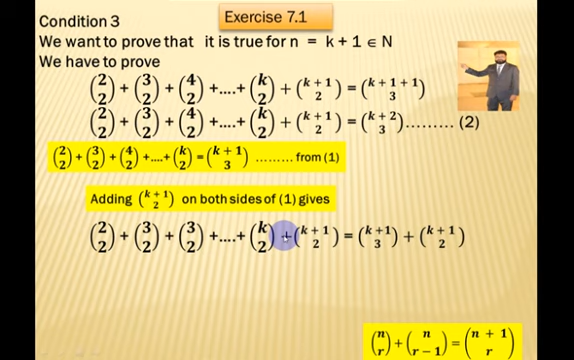 Exercise 7.1
Condition 3
We want to prove that it is true for n = k + 1 ∈ N
We have to prove
(2 2) + (3 2) + (4 2) +....+ (k 2) + (k + 1 2) = (k + 1 + 1 3)
(2 2) + (3 2) + (4 2) +....+ (k 2) + (k + 1 2) = (k + 2 3)......... (2)
(2 2) + (3 2) + (4 2) +....+ (k 2) = (k + 1 3) ......... from (1)
Adding (k + 1 2) on both sides of (1) gives
(2 2) + (3 2) + (3 2) +....+ (k 2) + (k + 1 2) = (k +1 3) + (k + 1 2)
(n r) + (n r − 1) = (n + 1 r)